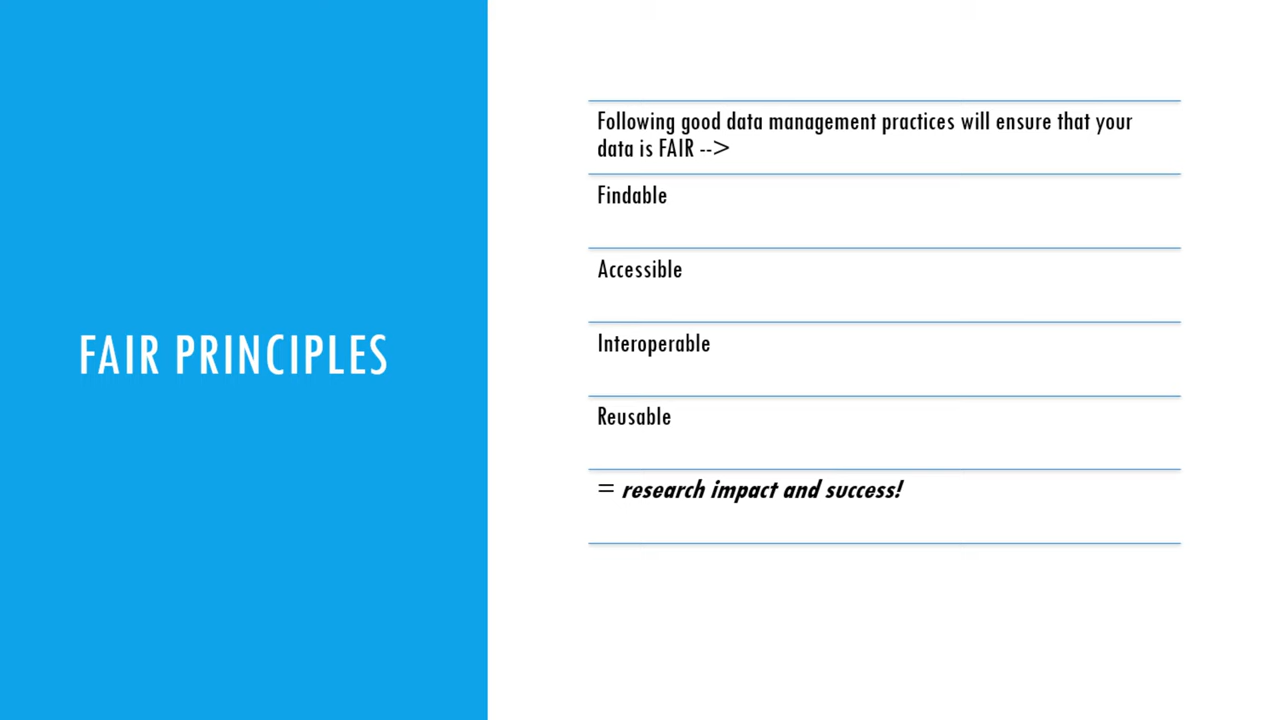 FAIR PRINCIPLES
Following good data management practices will ensure that your
data is FAIR -->
Findable
Accessible
Interoperable
Reusable
= research impact and success!